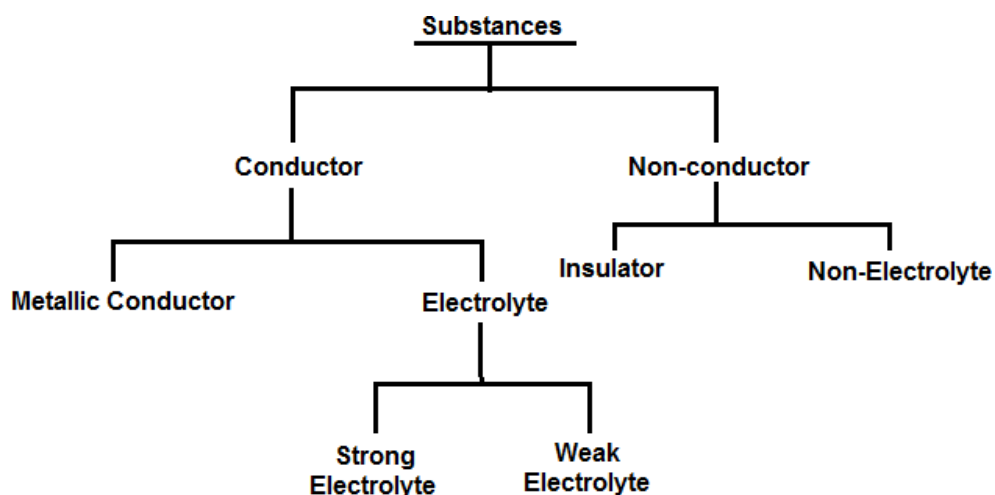 Substances
Conductor
Non-conductor
Insulator
Non-Electrolyte
Metallic Conductor
Electrolyte
Strong
Electrolyte
Weak
Electrolyte